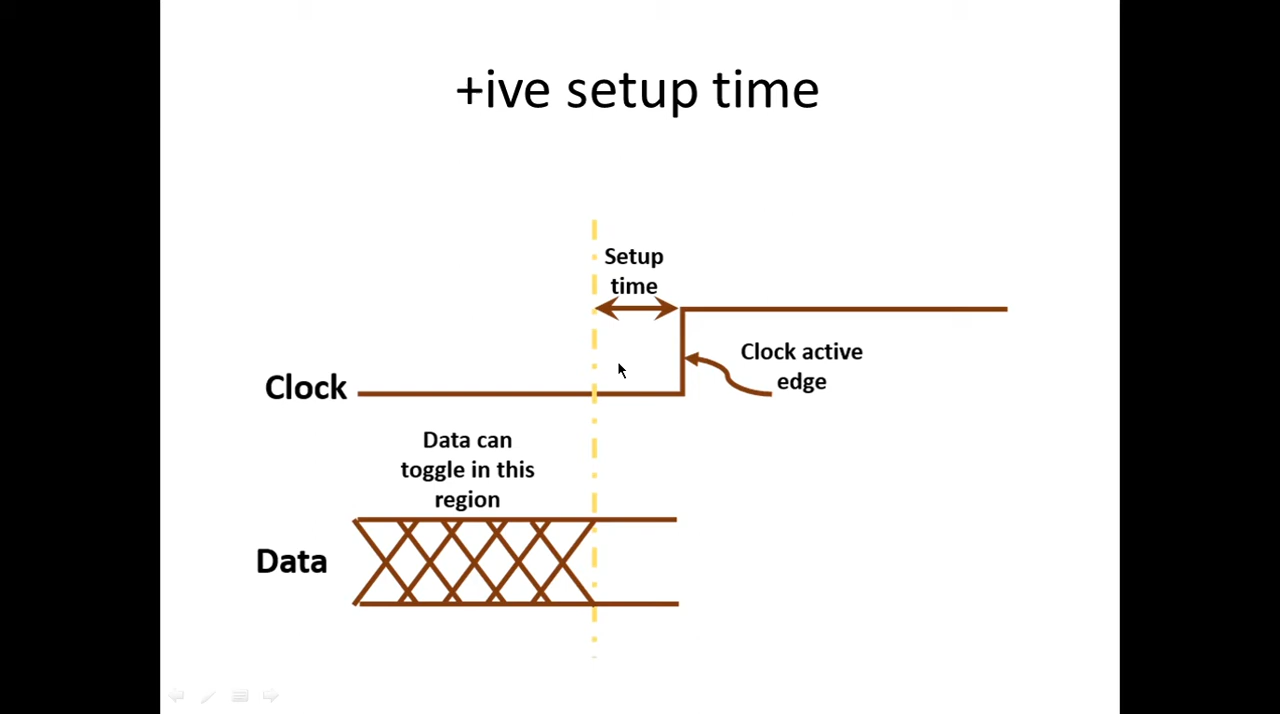 +ive setup time
Setup
time
Clock active
edge
Clock
Data can
toggle in this
region
Data